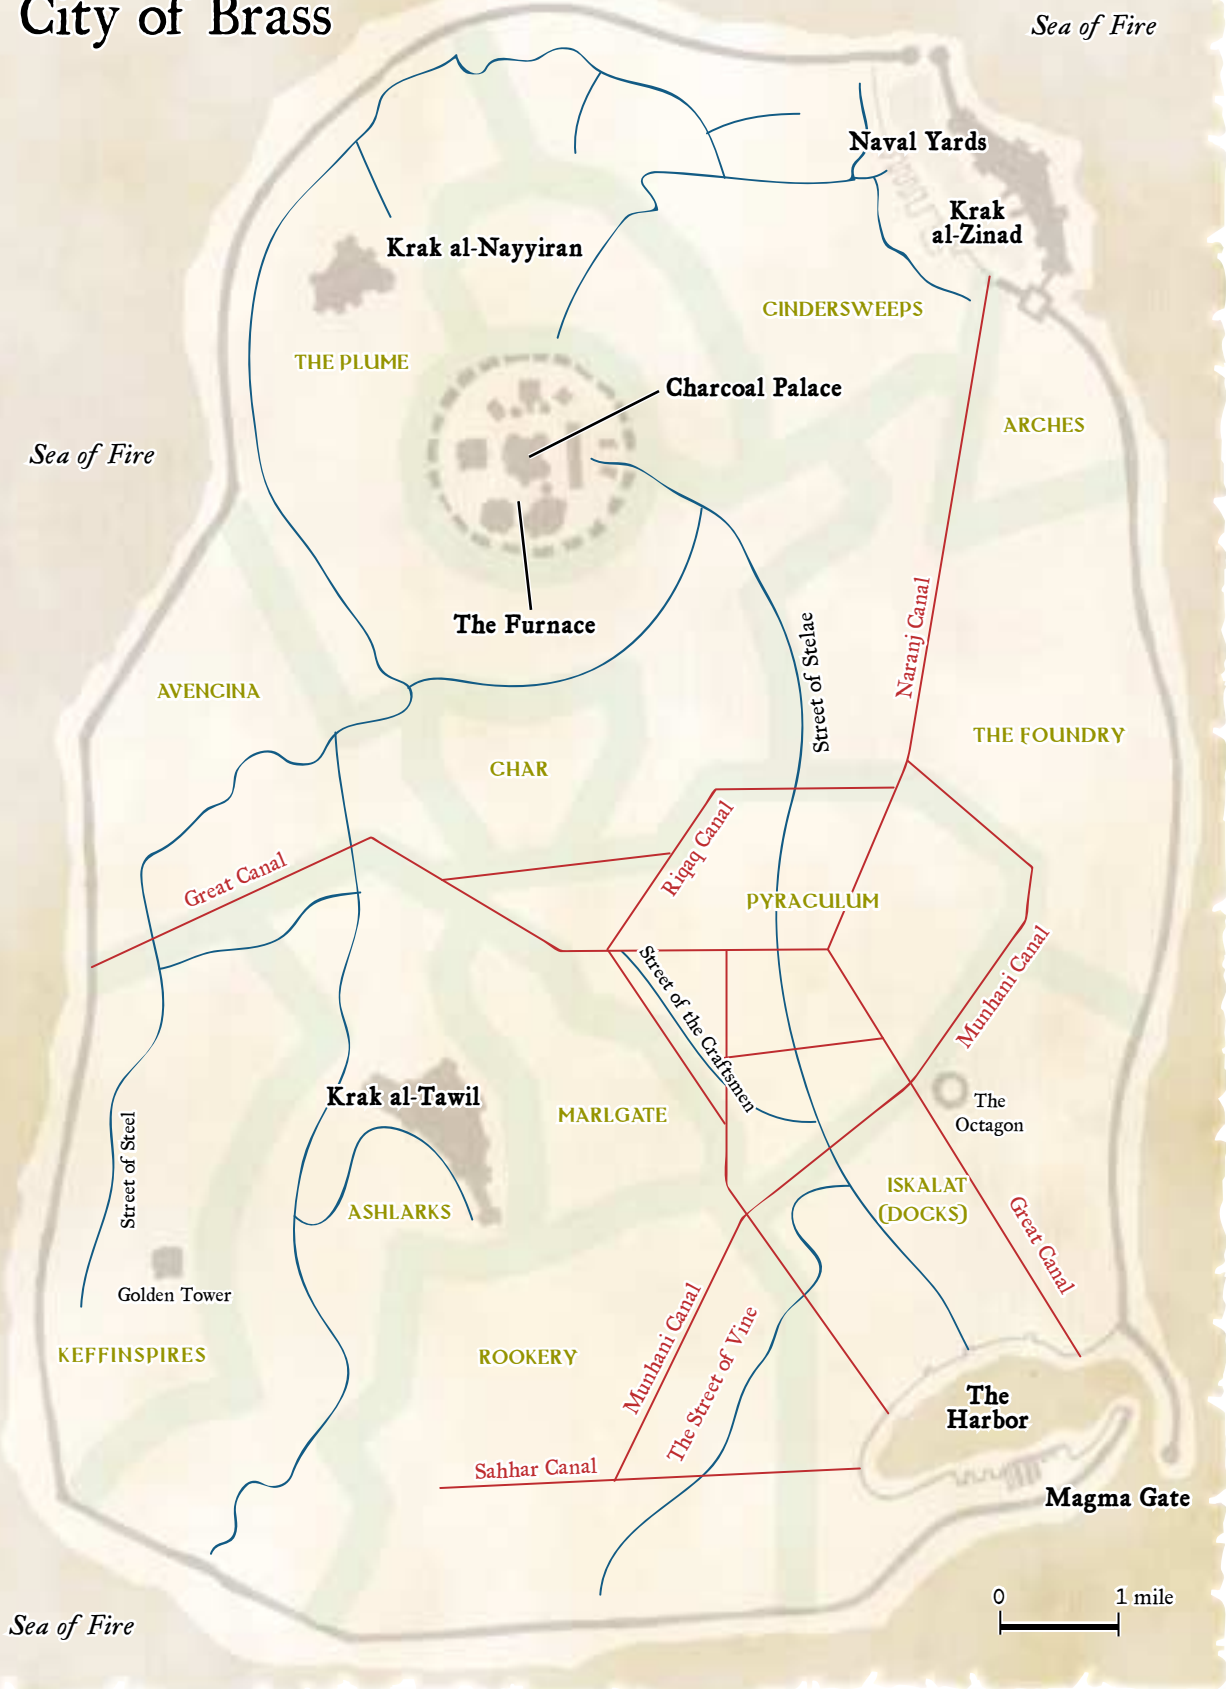 City of Brass
Sea of Fire
Naval Yards
Krak
al-Zinad
Krak al-Nayyiran
CINDERSWEEPS
THE PLUME
Charcoal Palace
ARCHES
Sea of Fire
The Furnace
Naranj Canal
Street of Stelae
AVENCINA
THE FOUNDRY
CHAR
Riqaq Canal
Great Canal
PYRACULUM
Street of the Craftsmen
Munhani Canal
Krak al-Tawil
The
Octagon
MARLGATE
Street of Steel
ASHLARKS
ISKALAT
(DOCKS)
Great Canal
Golden Tower
Munhani Canal
The Street of Vine
KEFFINSPIRES
ROOKERY
The
Harbor
Sahhar Canal
Magma Gate
0 1 mile
Sea of Fire